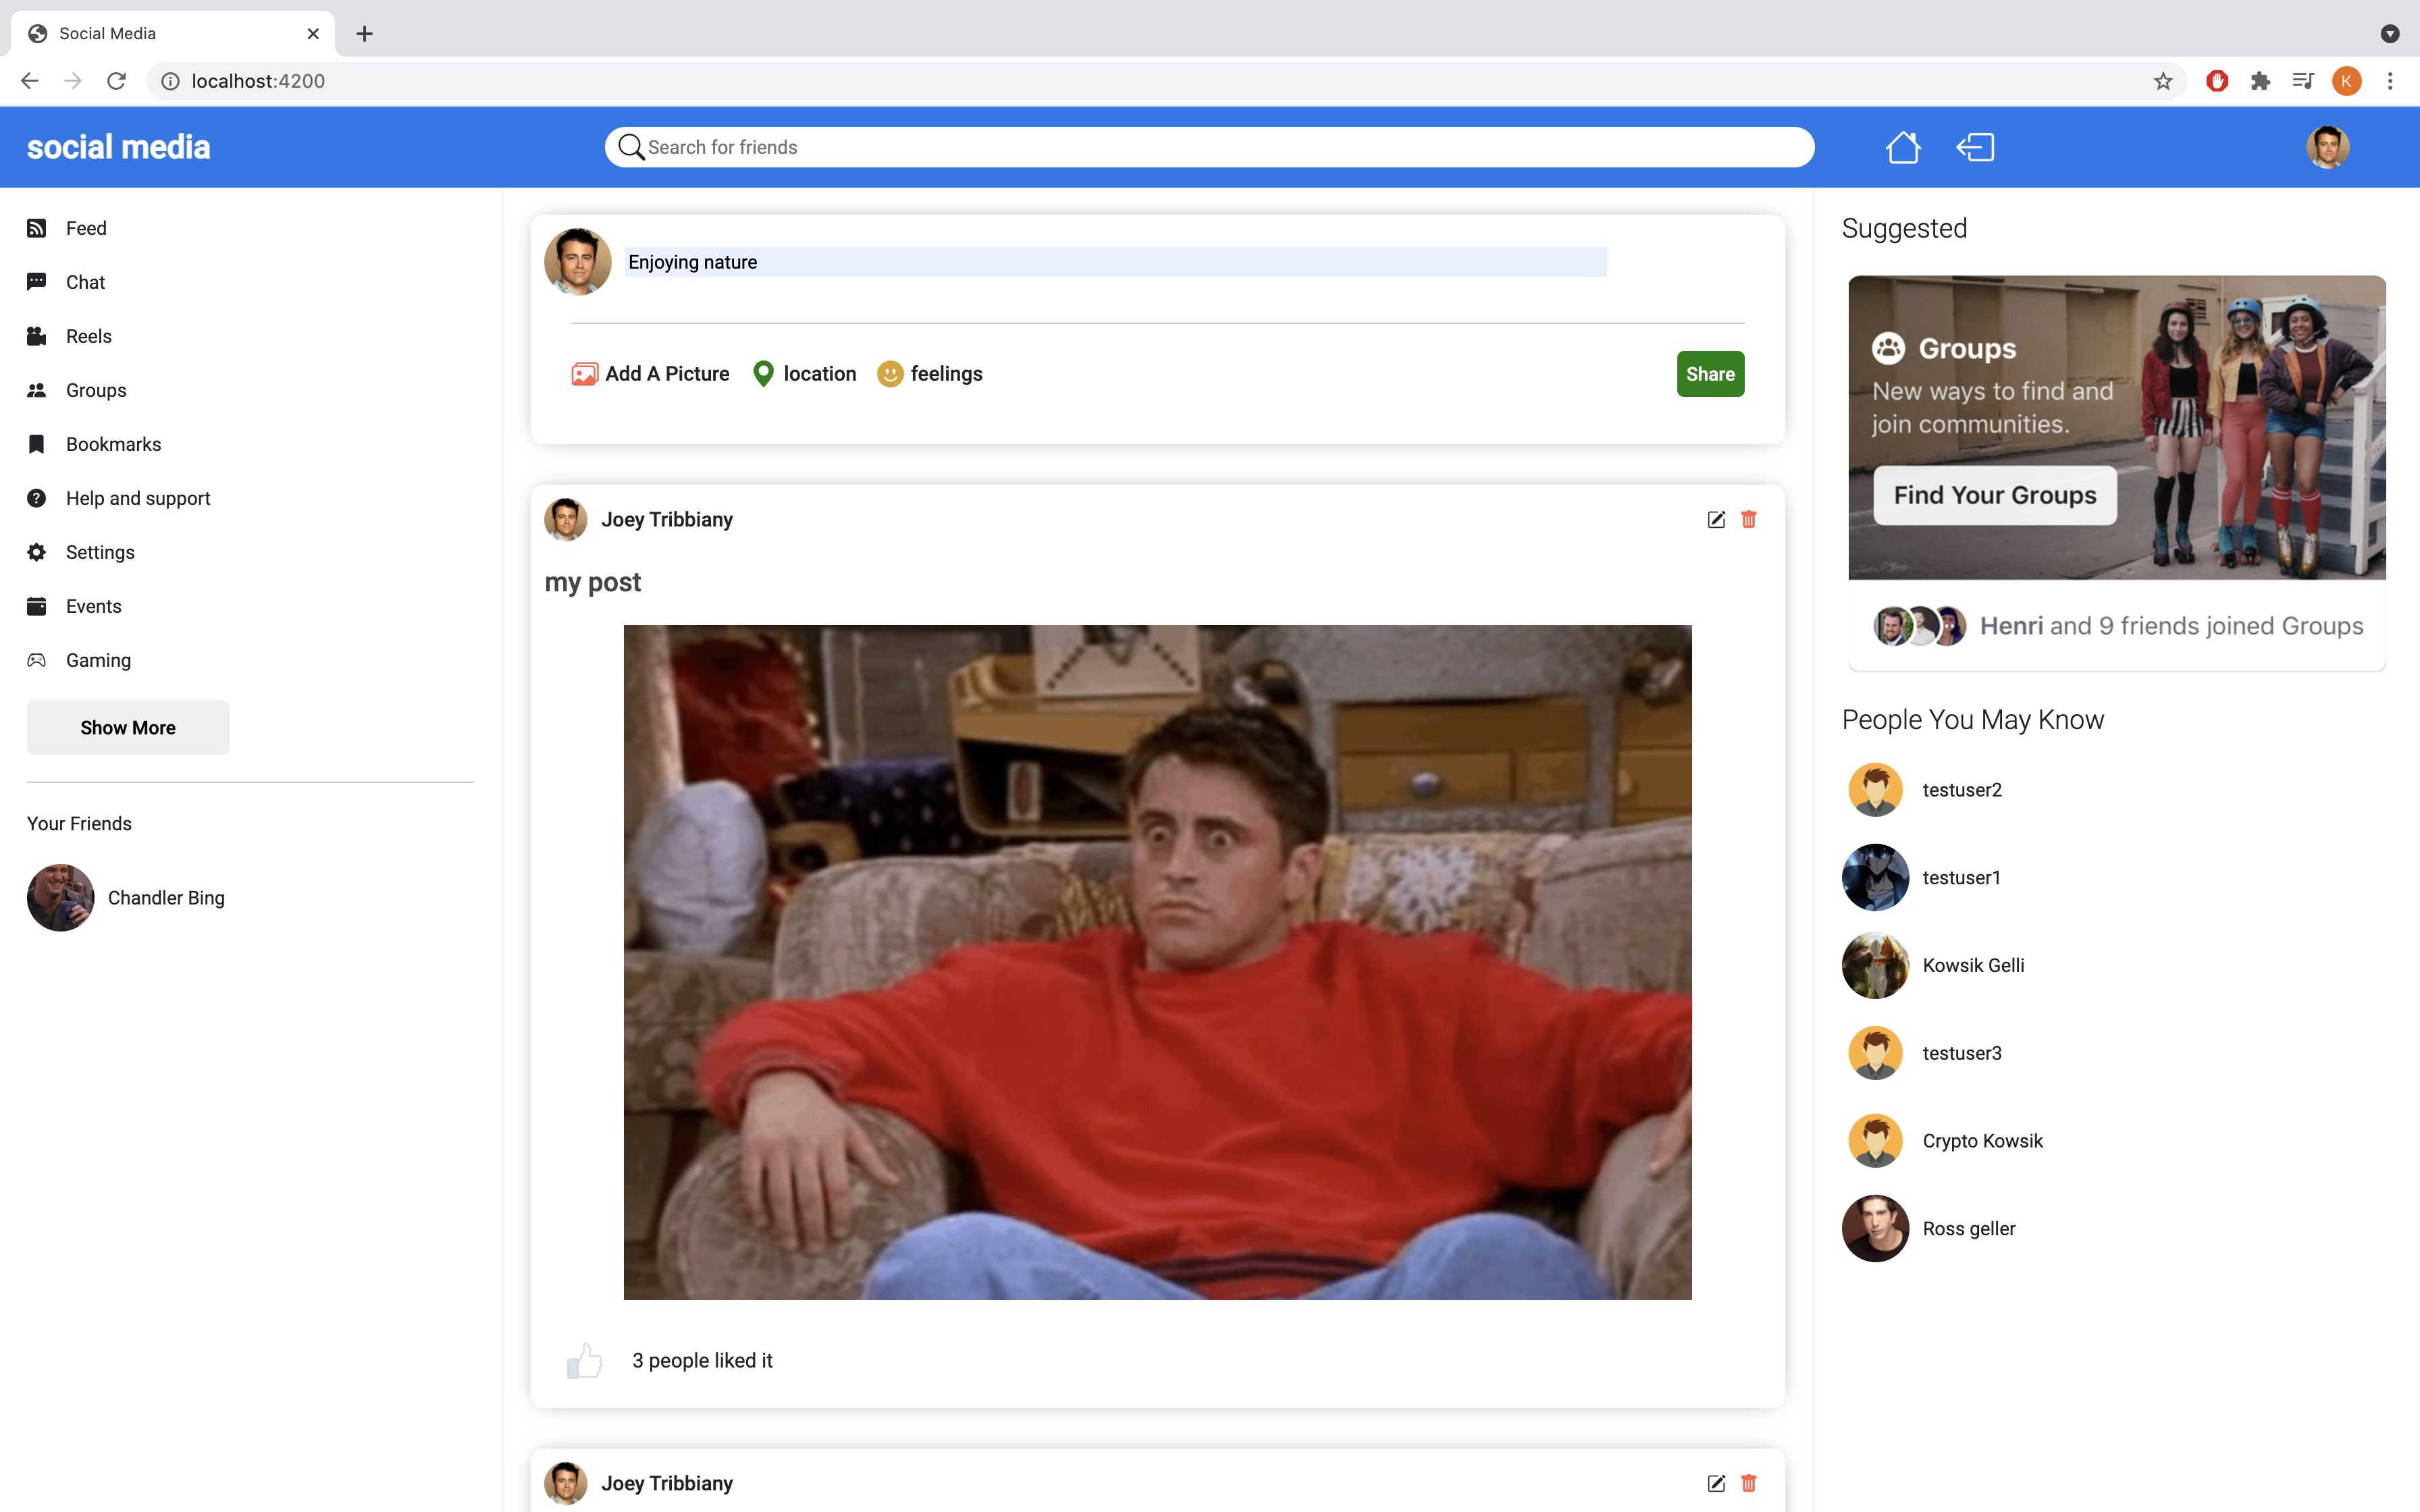 Social Media
localhost:4200
K
social media
Search for friends
Feed
Chat
Reels
Groups
Bookmarks
Help and support
Settings
Events
Gaming
Show More
Your Friends
Chandler Bing
Enjoying nature
Add A Picture
location
feelings
Share
Joey Tribbiany
my post
3 people liked it
Joey Tribbiany
Suggested
Groups
New ways to find and
join communities.
Find Your Groups
Henri and 9 friends joined Groups
People You May Know
testuser2
testuser1
Kowsik Gelli
testuser3
Crypto Kowsik
Ross geller